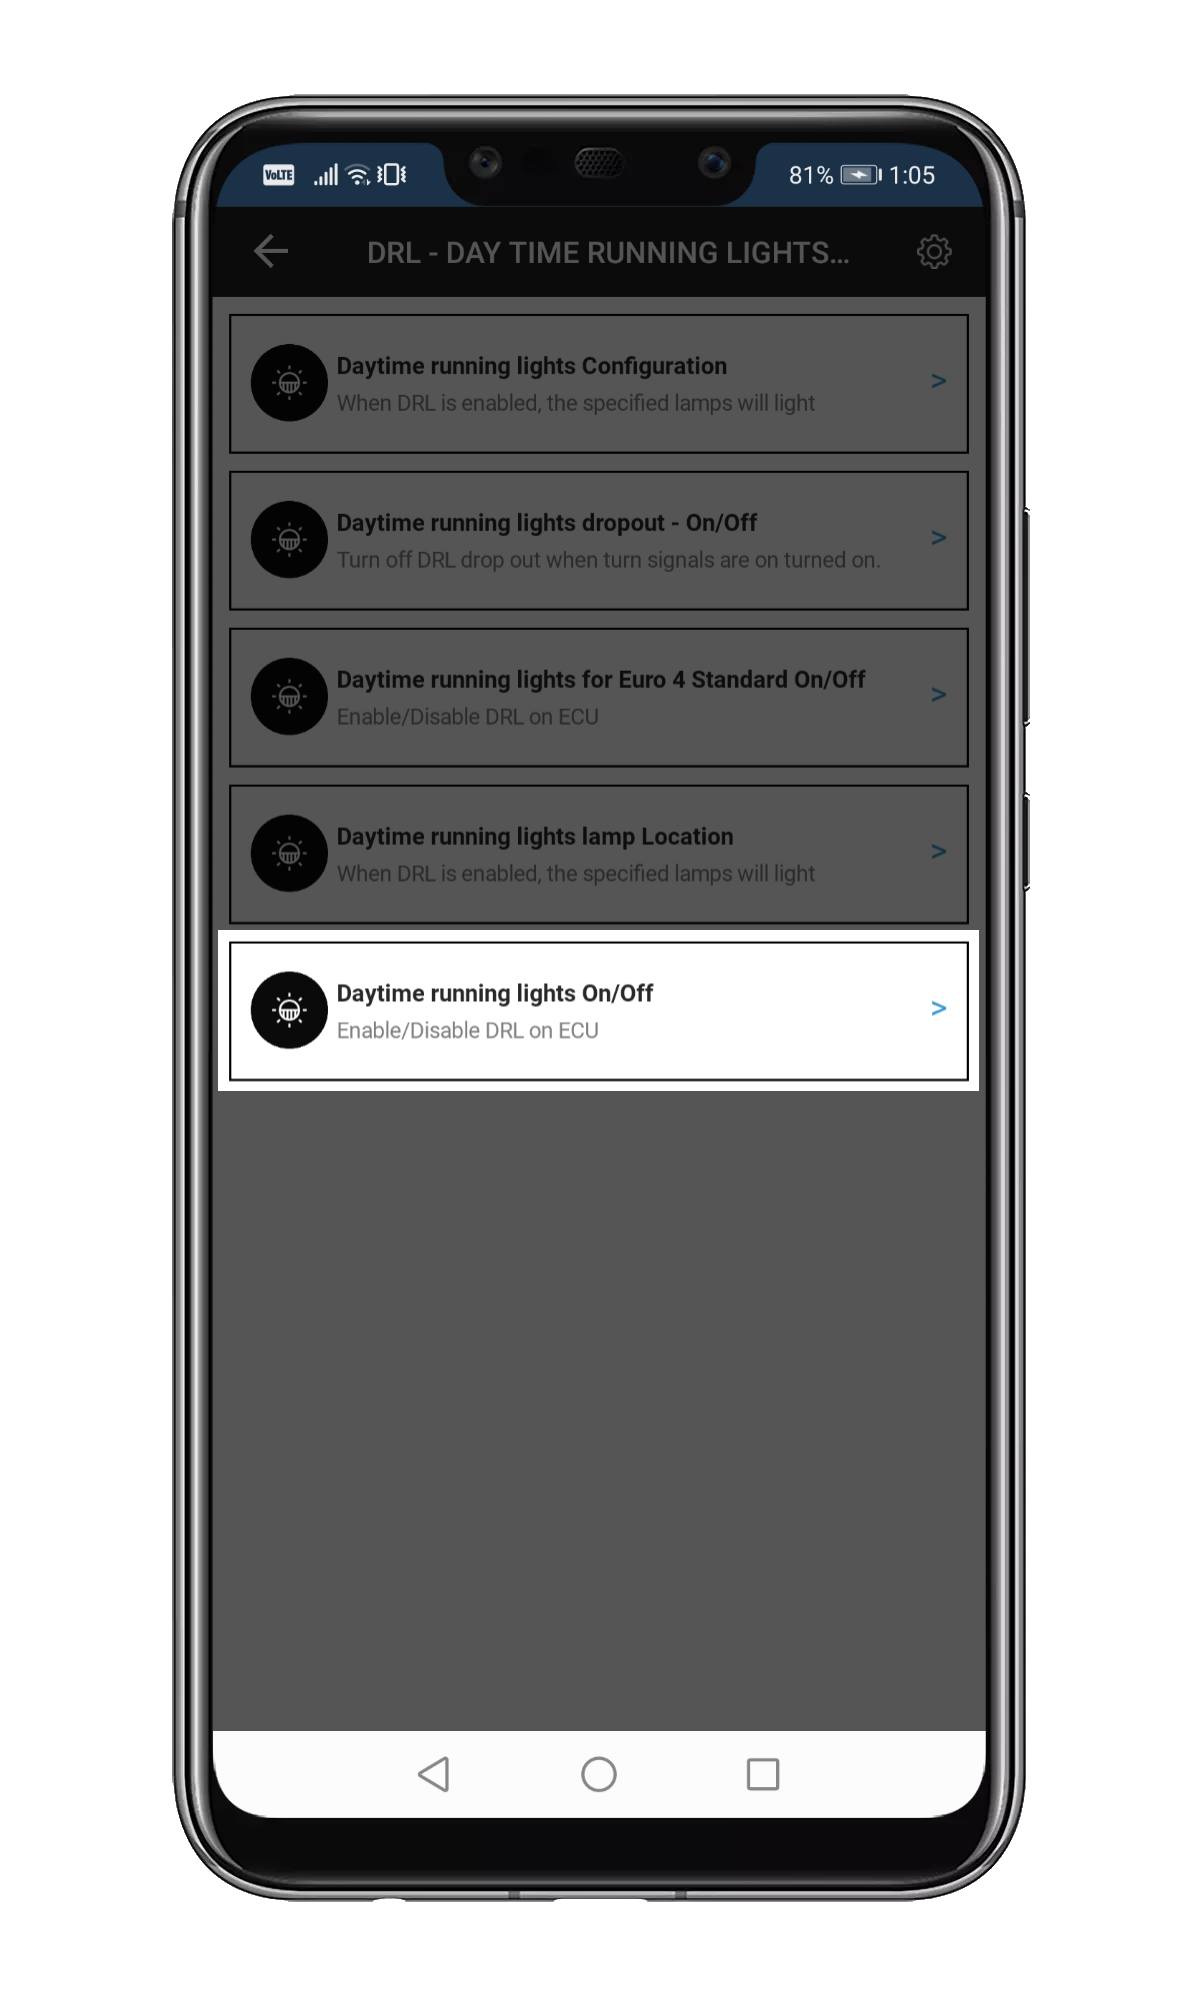 VoLTE 81% 1:05
DRL - DAY TIME RUNNING LIGHTS...
Daytime running lights Configuration
When DRL is enabled, the specified lamps will light
>
Daytime running lights dropout - On/Off
Turn off DRL drop out when turn signals are on turned on.
>
Daytime running lights for Euro 4 Standard On/Off
Enable/Disable DRL on ECU
>
Daytime running lights lamp Location
When DRL is enabled, the specified lamps will light
>
Daytime running lights On/Off
Enable/Disable DRL on ECU
>